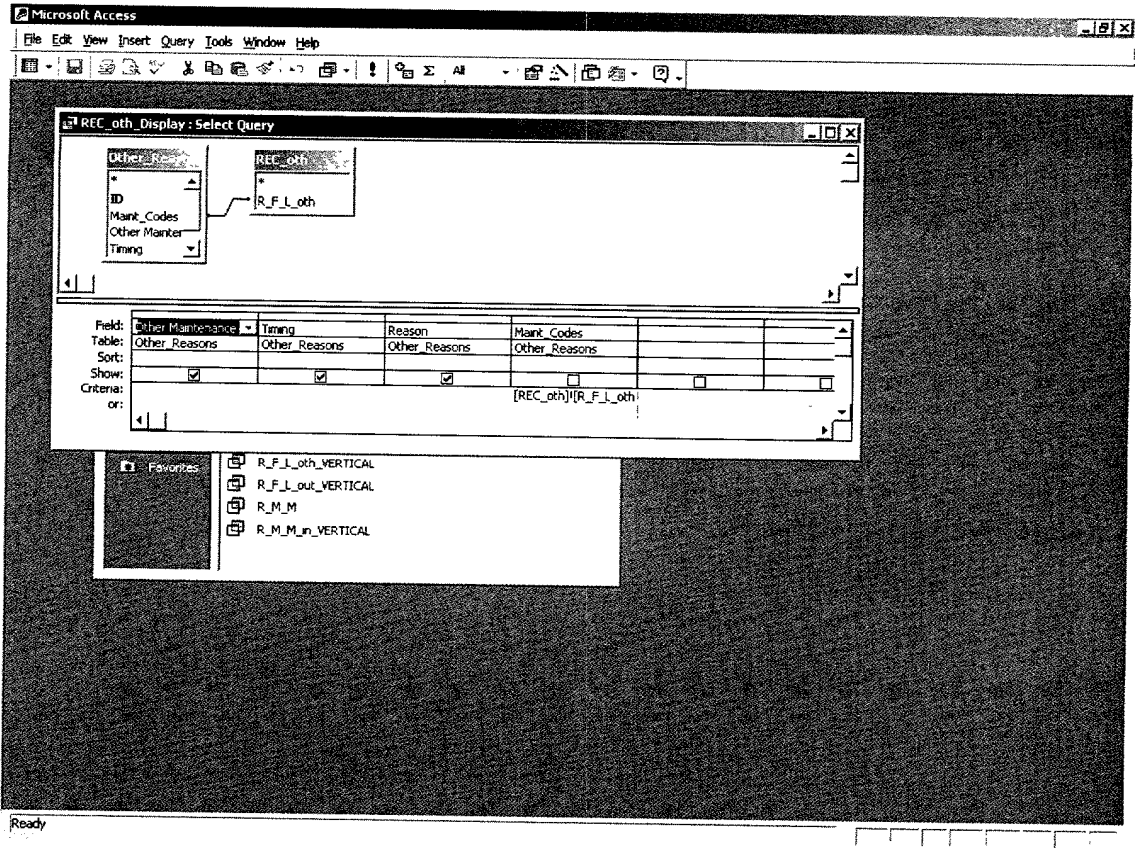 Microsoft Access
File Edit View Insert Query Tools Window Help
All
REC_oth_Display : Select Query
REC_oth
*
*
ID
R_F_L_oth
Maint_Codes
Other Mainter
Timing
Field: Other Maintenance Timing Reason Maint_Codes
Table: Other_Reasons Other_Reasons Other_Reasons Other_Reasons
Sort:
Show:
Criteria: [REC_oth]![R_F_L_oth
or:
Favorites R_F_L_oth_VERTICAL
R_F_L_out_VERTICAL
R_M_M
R_M_M_in_VERTICAL
Ready